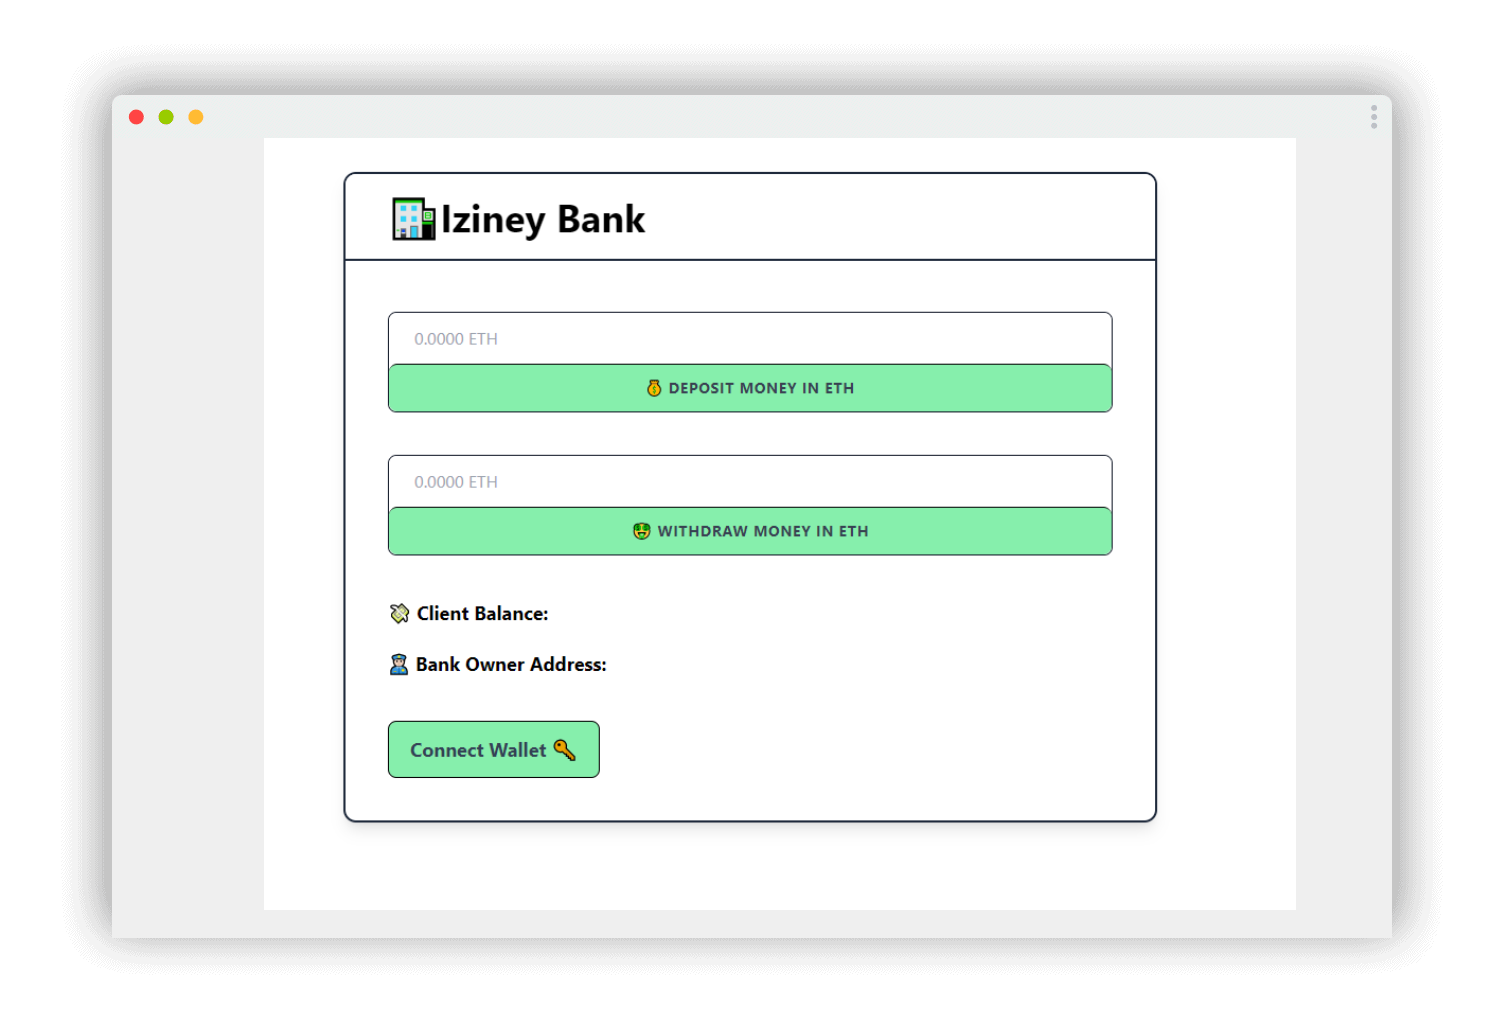 Iziney Bank
0.0000 ETH
💰 DEPOSIT MONEY IN ETH
0.0000 ETH
🤑 WITHDRAW MONEY IN ETH
💸 Client Balance:
👮 Bank Owner Address:
Connect Wallet 🔑